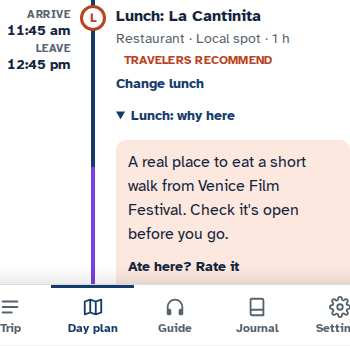 ARRIVE
11:45 am
LEAVE
12:45 pm
L
Lunch: La Cantinita
Restaurant · Local spot · 1 h
TRAVELERS RECOMMEND
Change lunch
▼ Lunch: why here
A real place to eat a short
walk from Venice Film
Festival. Check it's open
before you go.
Ate here? Rate it
Trip
Day plan
Guide
Journal
Settin